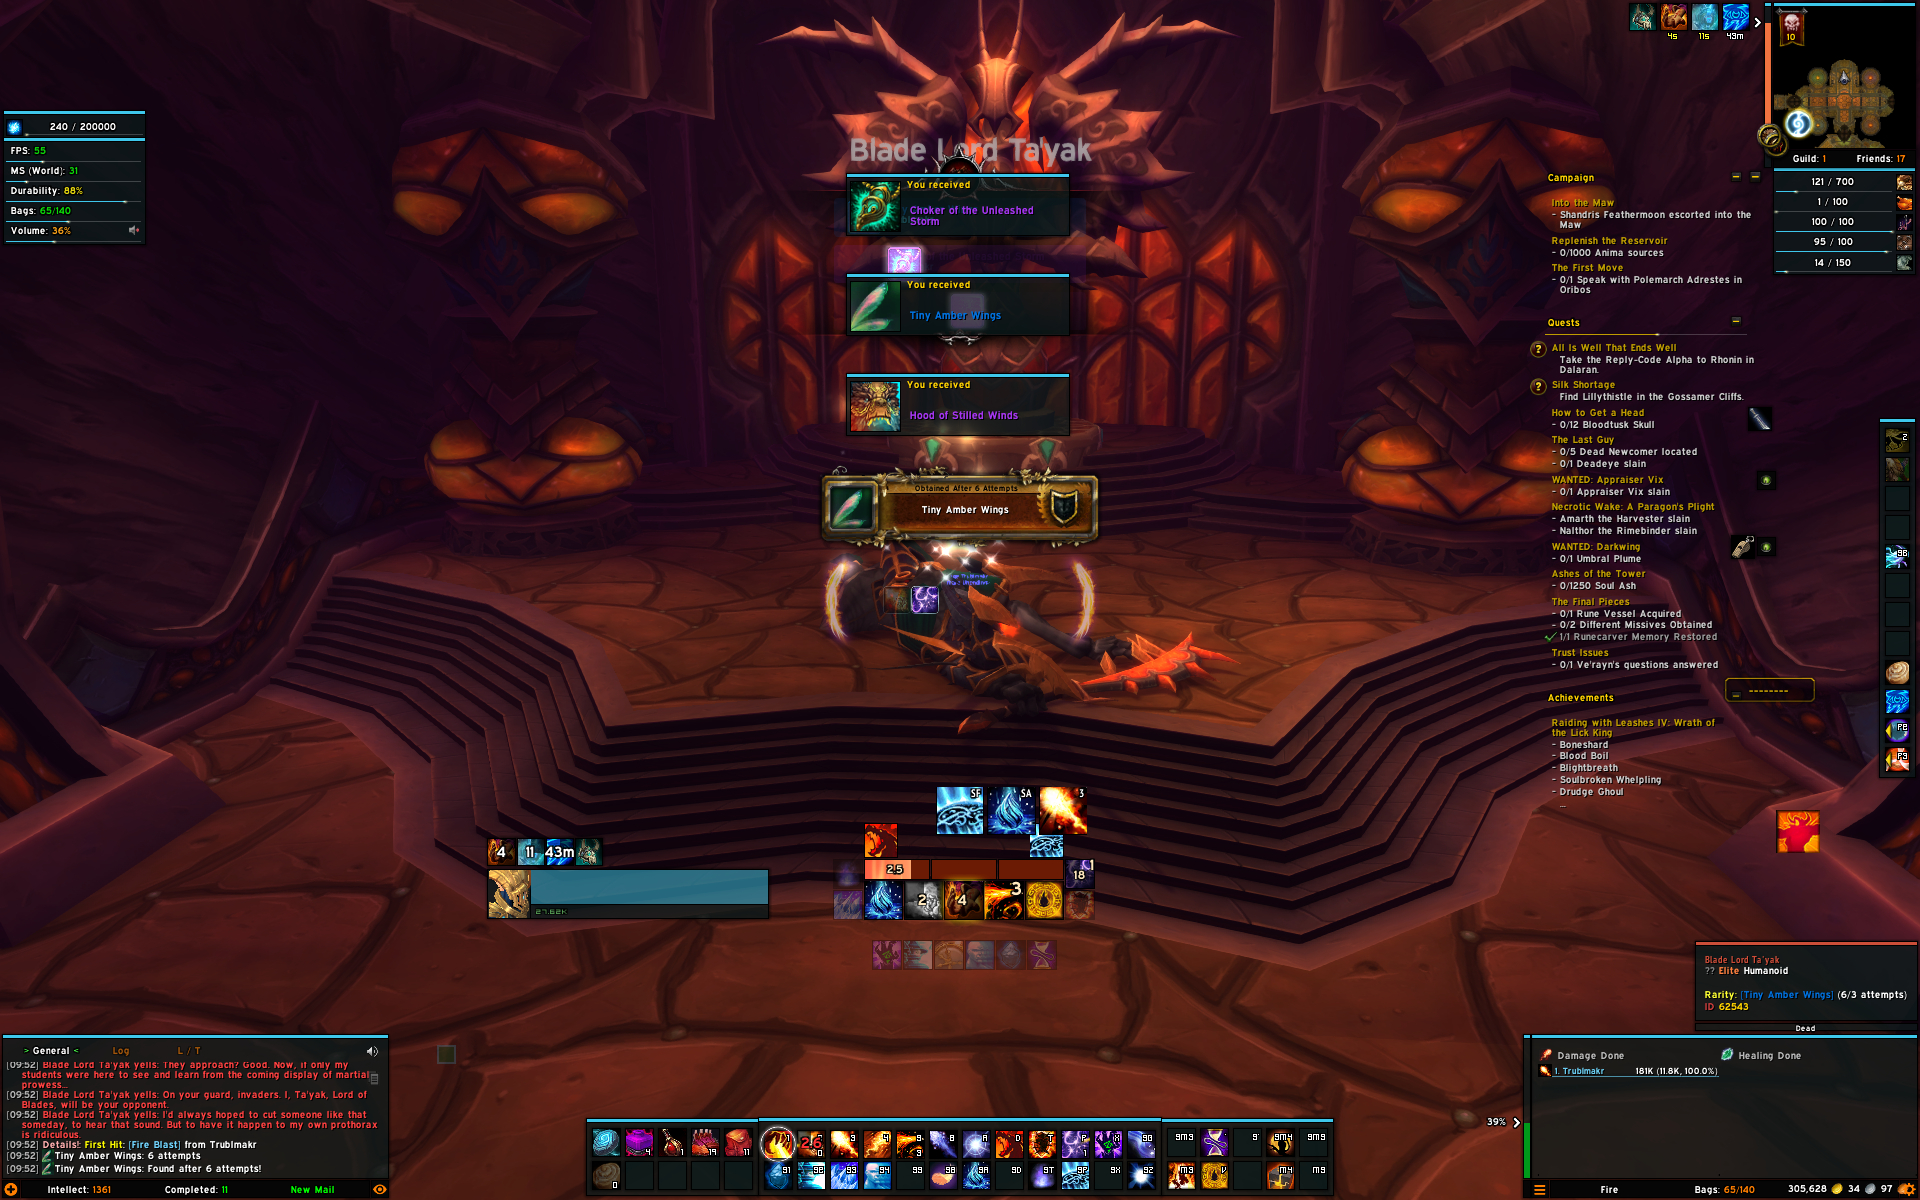 240 / 200000
FPS: 55
MS (World): 31
Durability: 88%
Bags: 65/140
Volume: 36%
Blade Lord Ta'yak
You received
Choker of the Unleashed
Storm
You received
Tiny Amber Wings
You received
Hood of Stilled Winds
Obtained After 6 Attempts
Tiny Amber Wings
4s
11s
43m
10
Guild: 1
Friends: 17
121 / 700
1 / 100
100 / 100
95 / 100
14 / 150
Campaign
Into the Maw
- Shandris Feathermoon escorted into the
Maw
Replenish the Reservoir
- 0/1000 Anima sources
The First Move
- 0/1 Speak with Polemarch Adrestes in
Oribos
Quests
All Is Well That Ends Well
Take the Reply-Code Alpha to Rhonin in
Dalaran.
Silk Shortage
Find Lillythistle in the Gossamer Cliffs.
How to Get a Head
- 0/12 Bloodtusk Skull
The Last Guy
- 0/5 Dead Newcomer located
- 0/1 Deadeye slain
WANTED: Appraiser Vix
- 0/1 Appraiser Vix slain
Necrotic Wake: A Paragon's Plight
- Amarth the Harvester slain
- Nalthor the Rimebinder slain
WANTED: Darkwing
- 0/1 Umbral Plume
Ashes of the Tower
- 0/1250 Soul Ash
The Final Pieces
- 0/1 Rune Vessel Acquired
- 0/2 Different Missives Obtained
1/1 Runecarver Memory Restored
Trust Issues
- 0/1 Ve'rayn's questions answered
Achievements
--------
Raiding with Leashes IV: Wrath of
the Lick King
- Boneshard
- Blood Boil
- Blightbreath
- Soulbroken Whelpling
- Drudge Ghoul
...
SF
SA
3
4
11
43m
27.62K
2.5
18
2
4
3
Blade Lord Ta'yak
?? Elite Humanoid
Rarity: [Tiny Amber Wings] (6/3 attempts)
ID 62543
Dead
> General <
Log
L / T
[09:52] Blade Lord Ta'yak yells: They approach? Good. Now, if only my
students were here to see and learn from the coming display of martial
prowess...
[09:52] Blade Lord Ta'yak yells: On your guard, invaders. I, Ta'yak, Lord of
Blades, will be your opponent.
[09:52] Blade Lord Ta'yak yells: I'd always hoped to cut someone like that
someday, to hear that sound. But to have it happen to my own prothorax
is ridiculous.
[09:52] Details!: First Hit: [Fire Blast] from Trublmakr
[09:52] Tiny Amber Wings: 6 attempts
[09:52] Tiny Amber Wings: Found after 6 attempts!
Intellect: 1361
Completed: 11
New Mail
Damage Done
Healing Done
1. Trublmakr
181K (11.8K, 100.0%)
39%
Fire
Bags: 65/140
305,628
34
97